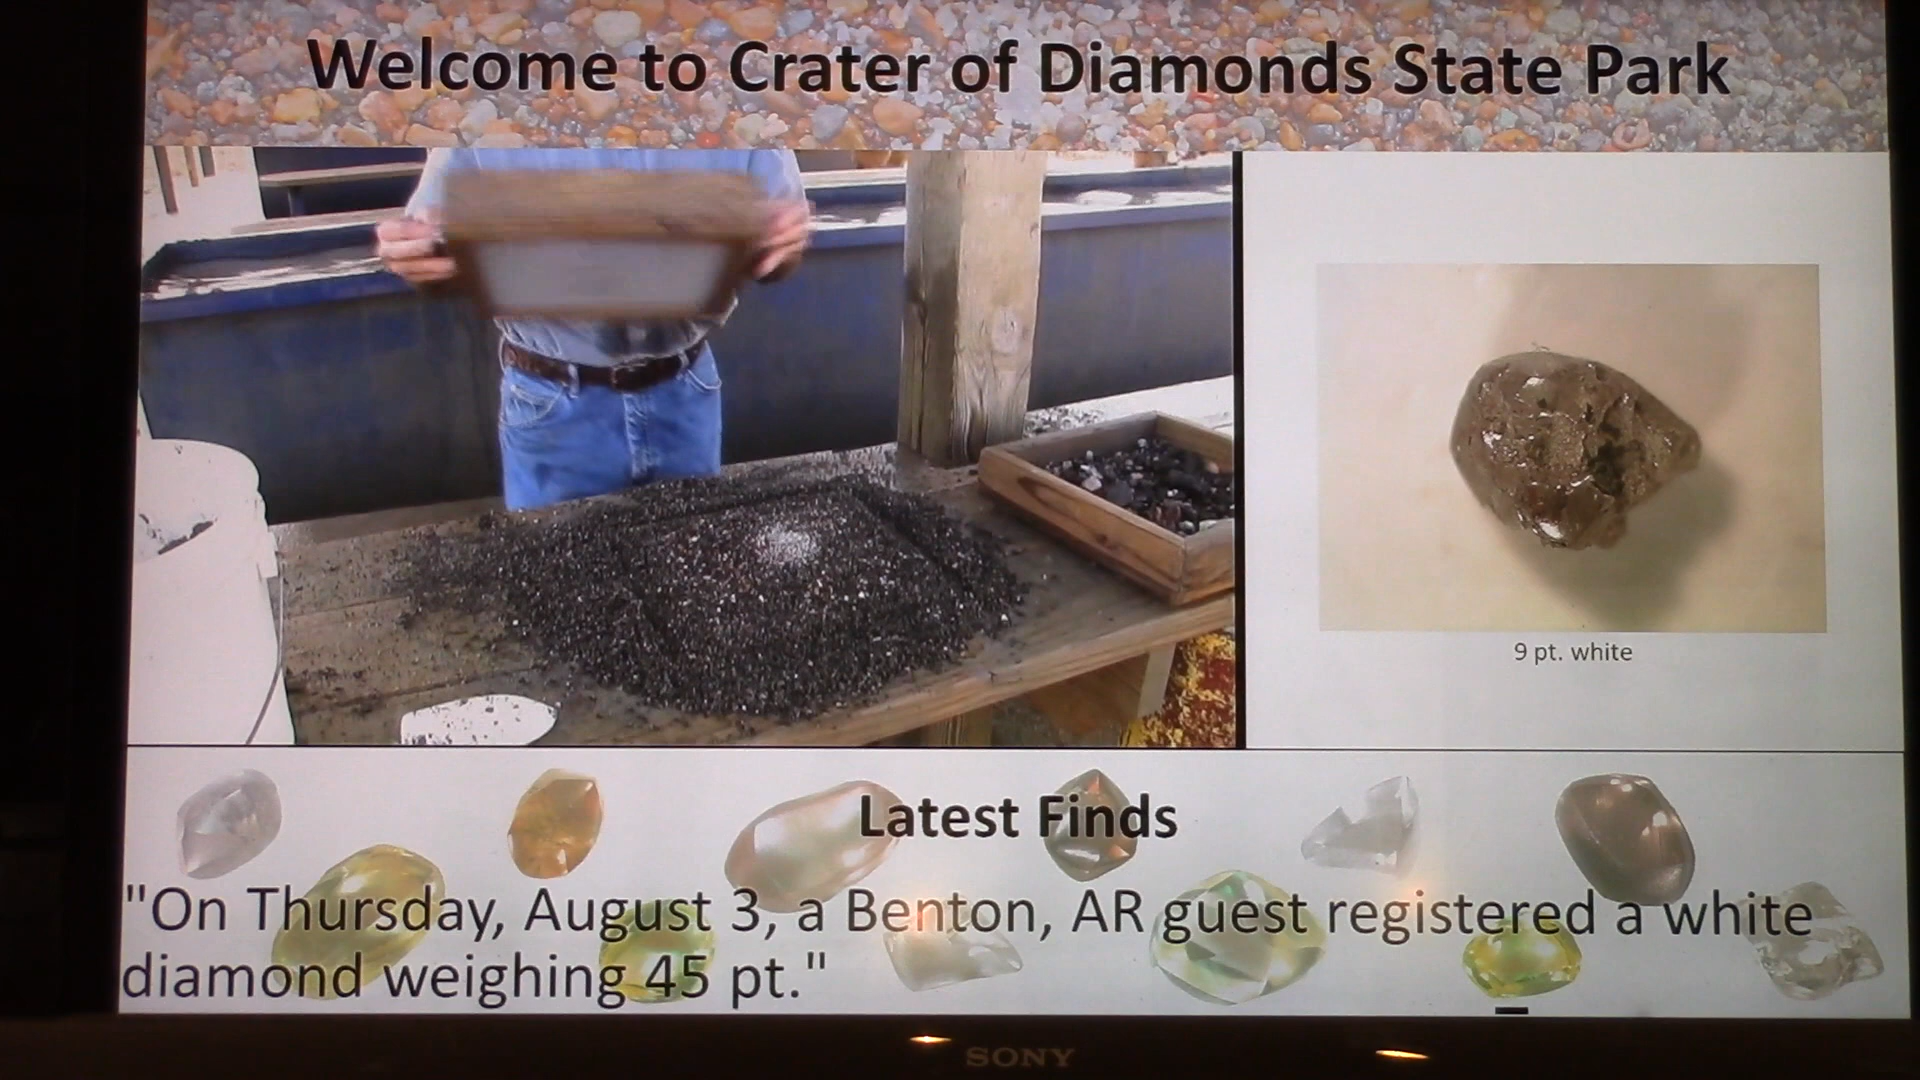 Welcome to Crater of Diamonds State Park
9 pt. white
Latest Finds
"On Thursday, August 3, a Benton, AR guest registered a white
diamond weighing 45 pt."
SONY